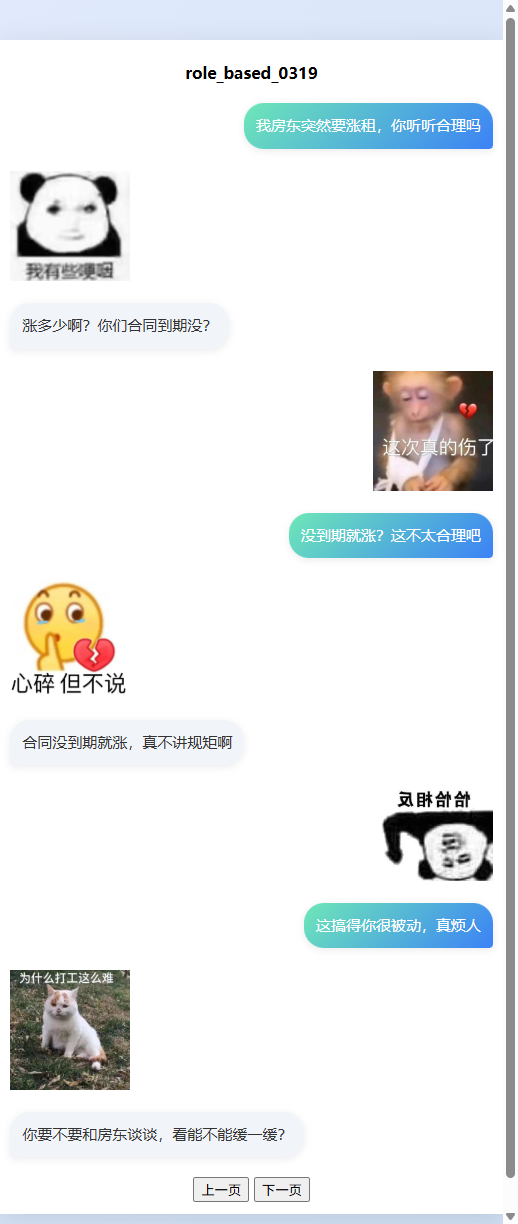 role_based_0319
我房东突然要涨租，你听听合理吗
我有些哽咽
涨多少啊？你们合同到期没？
这次真的伤了
没到期就涨？这不太合理吧
心碎 但不说
合同没到期就涨，真不讲规矩啊
恰恰相反
这搞得你很被动，真烦人
为什么打工这么难
你要不要和房东谈谈，看能不能缓一缓？
上一页 下一页